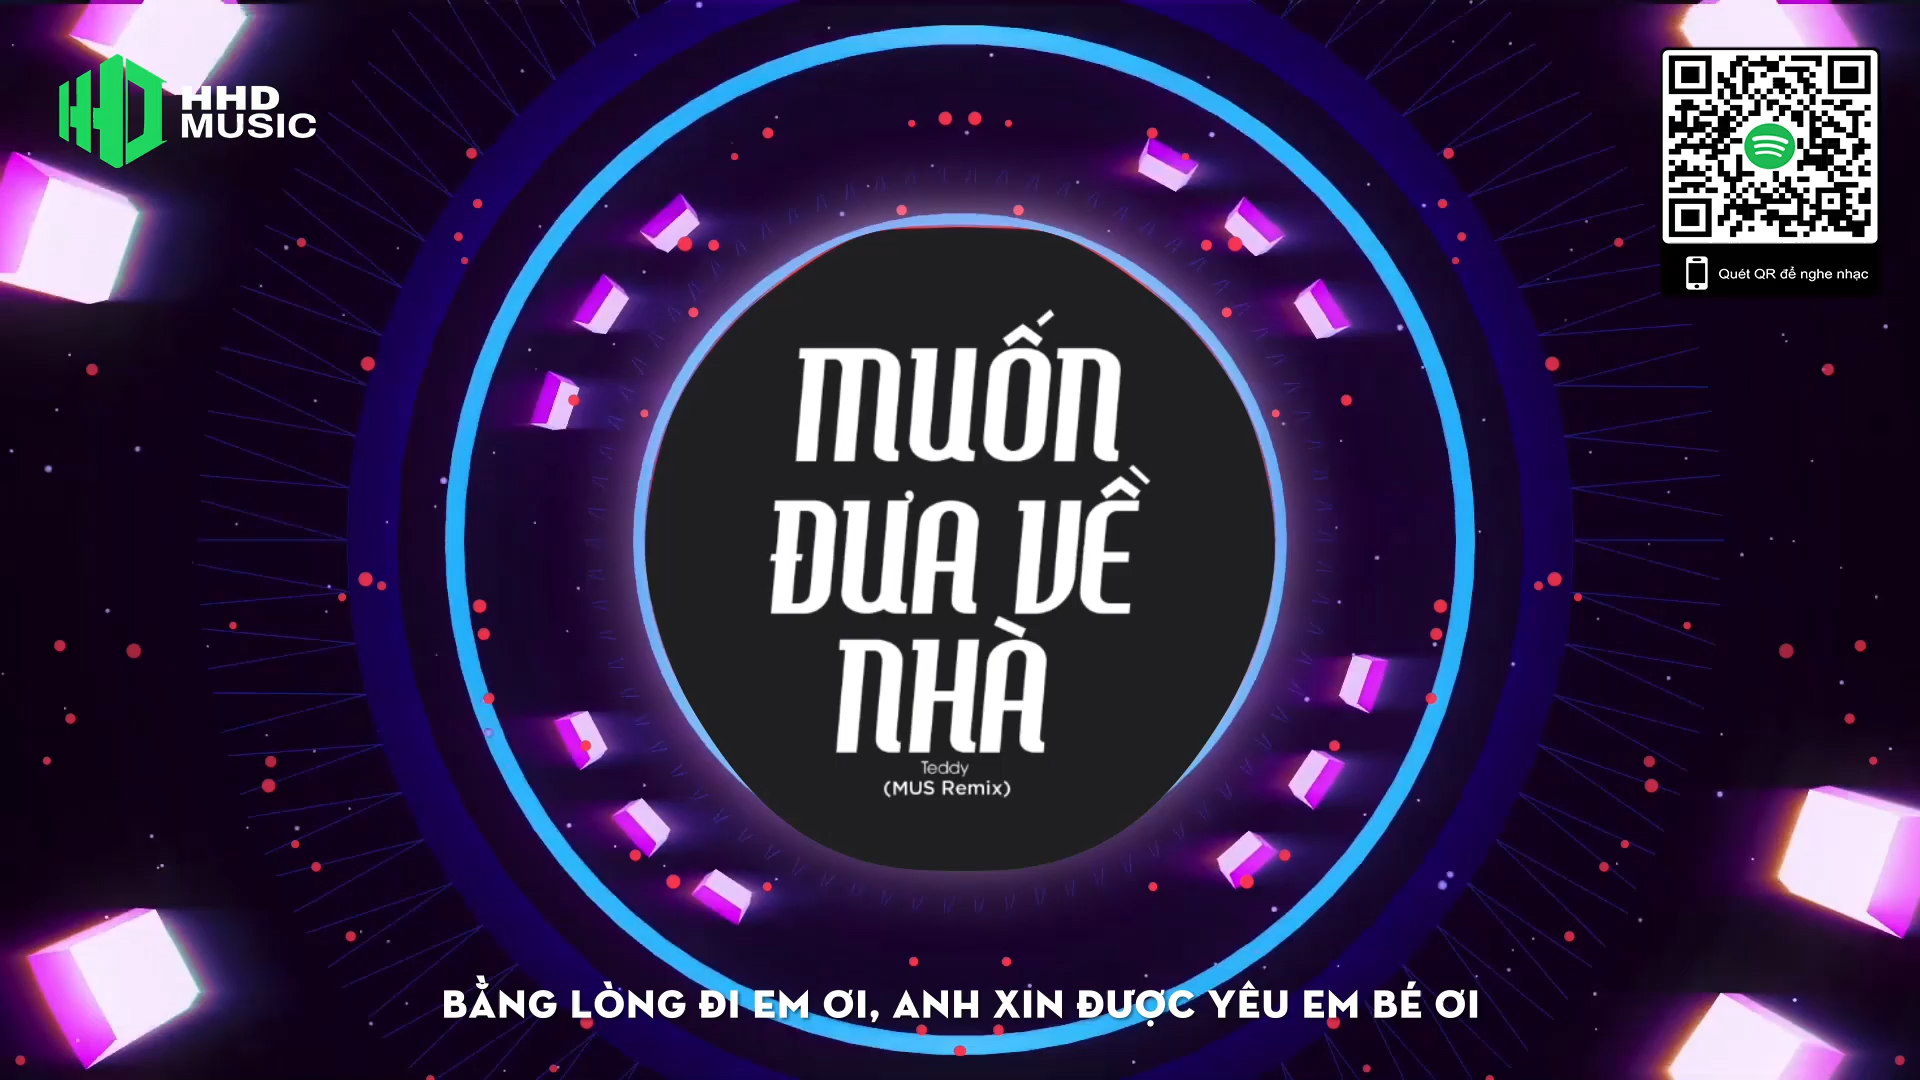 HHD
MUSIC
Quét QR để nghe nhạc
MUỐN
ĐƯA VỀ
NHÀ
Teddy
(MUS Remix)
BẰNG LÒNG ĐI EM ƠI, ANH XIN ĐƯỢC YÊU EM BÉ ƠI